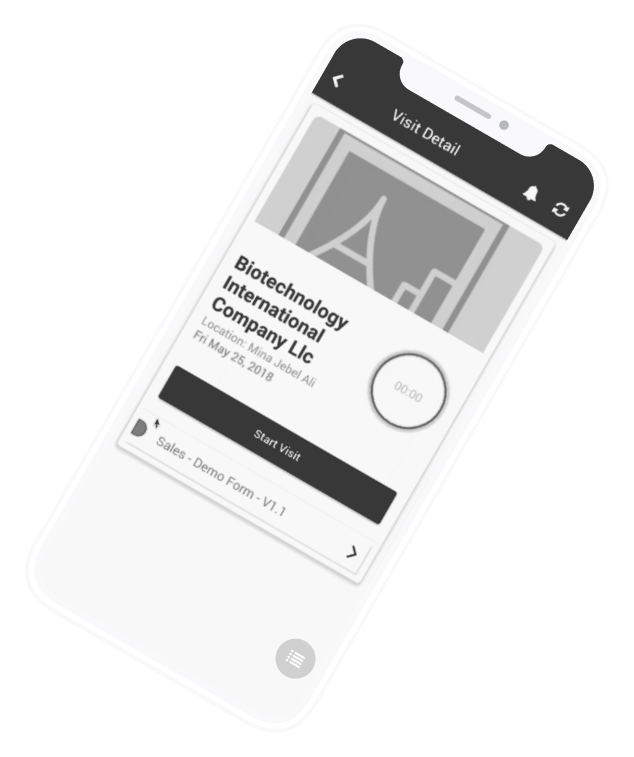 Visit Detail
Biotechnology
International
Company Llc
Location: Mina Jebel Ali
Fri May 25, 2018
00:00
Start Visit
Sales - Demo Form - V1.1